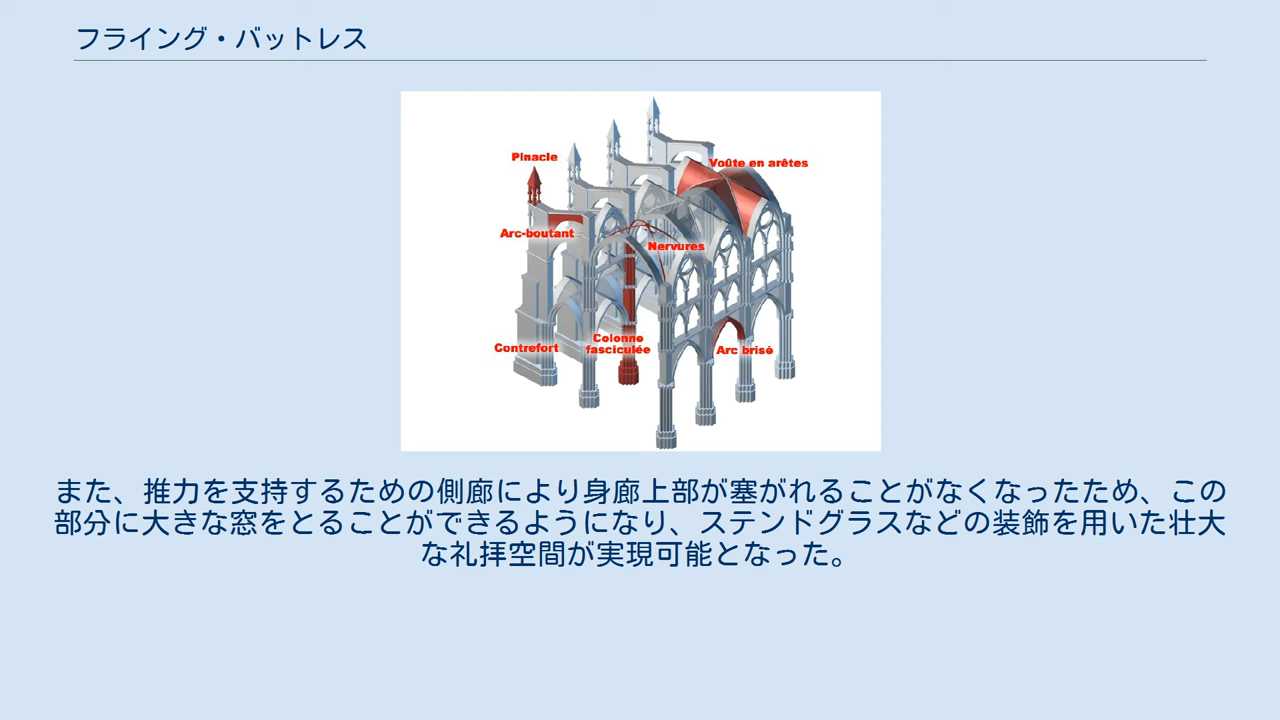 フライング・バットレス
Pinacle
Voûte en arêtes
Arc-boutant
Nervures
Contrefort
Colonne
fasciculée
Arc brisé
また、推力を支持するための側廊により身廊上部が塞がれることがなくなったため、この
部分に大きな窓をとることができるようになり、ステンドグラスなどの装飾を用いた壮大
な礼拝空間が実現可能となった。